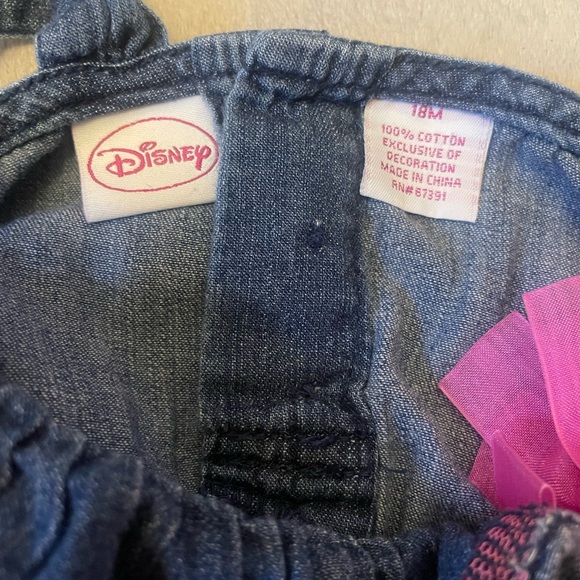 Disney
18M
100% COTTON
EXCLUSIVE OF
DECORATION
MADE IN CHINA
RN#67391